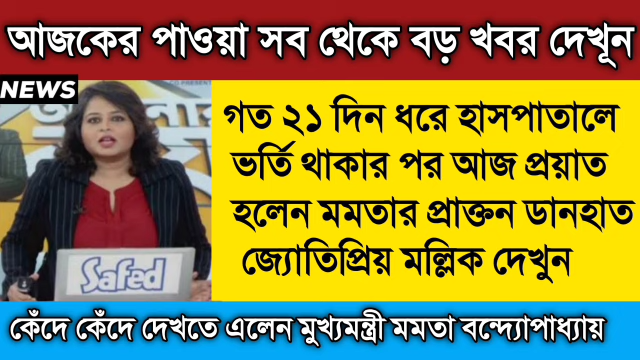 আজকের পাওয়া সব থেকে বড় খবর দেখূন
NEWS
গত ২১ দিন ধরে হাসপাতালে
ভর্তি থাকার পর আজ প্রয়াত
হলেন মমতার প্রাক্তন ডানহাত
জ্যোতিপ্রিয় মল্লিক দেখুন
Safed
কেঁদে কেঁদে দেখতে এলেন মুখ্যমন্ত্রী মমতা বন্দ্যোপাধ্যায়